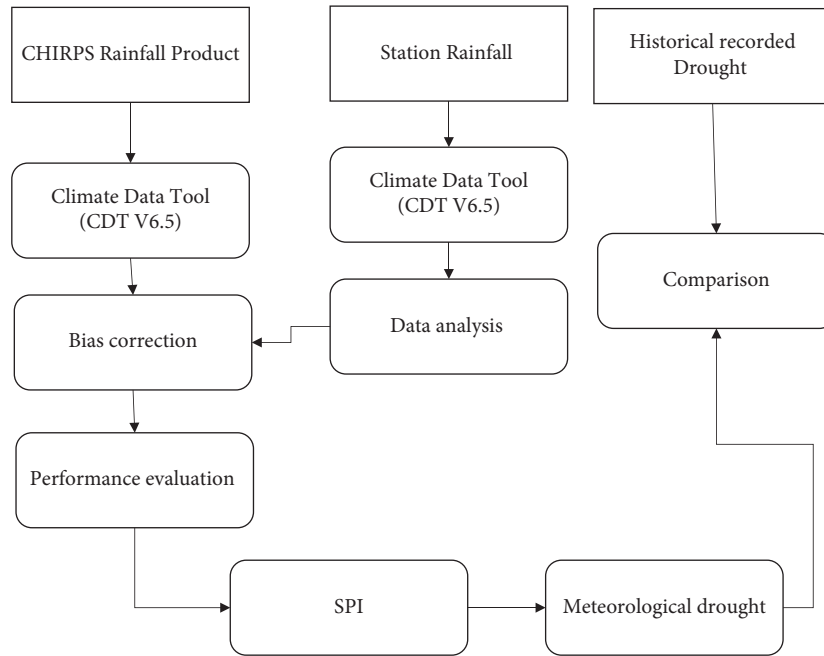 CHIRPS Rainfall Product
Station Rainfall
Historical recorded
Drought
Climate Data Tool
(CDT V6.5)
Climate Data Tool
(CDT V6.5)
Comparison
Bias correction
Data analysis
Performance evaluation
SPI
Meteorological drought